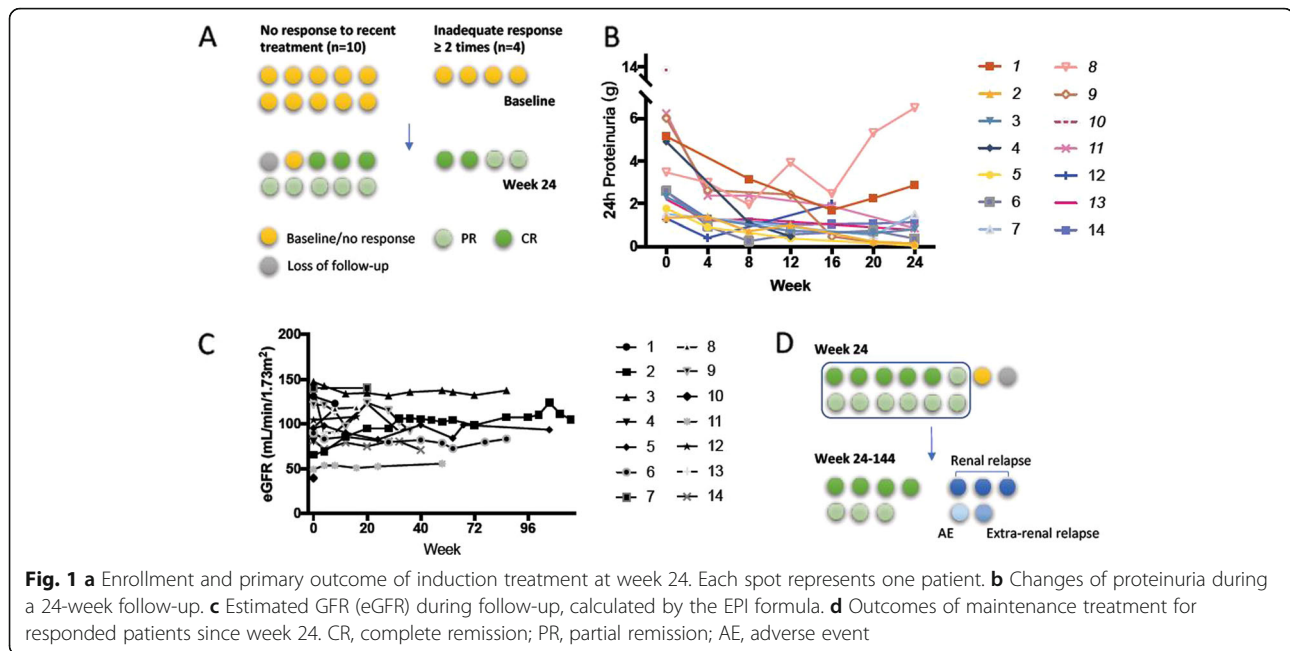 A
No response to recent
treatment (n=10)
Inadequate response
≥ 2 times (n=4)
Baseline
Week 24
Baseline/no response
PR
CR
Loss of follow-up
B
24h Proteinuria (g)
14
6
4
2
0
0 4 8 12 16 20 24
Week
1 8
2 9
3 10
4 11
5 12
6 13
7 14
C
eGFR (mL/min/1.73m²)
200
150
100
50
0
0 20 40 72 96
Week
1 8
2 9
3 10
4 11
5 12
6 13
7 14
D
Week 24
Week 24-144
Renal relapse
AE
Extra-renal relapse
Fig. 1 a Enrollment and primary outcome of induction treatment at week 24. Each spot represents one patient. b Changes of proteinuria during
a 24-week follow-up. c Estimated GFR (eGFR) during follow-up, calculated by the EPI formula. d Outcomes of maintenance treatment for
responded patients since week 24. CR, complete remission; PR, partial remission; AE, adverse event